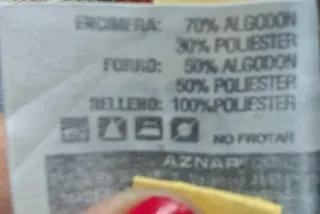 ENCIMERA: 70% ALGODON
30% POLIESTER
FORRO: 50% ALGODON
50% POLIESTER
RELLENO: 100% POLIESTER
NO FROTAR
AZNAR